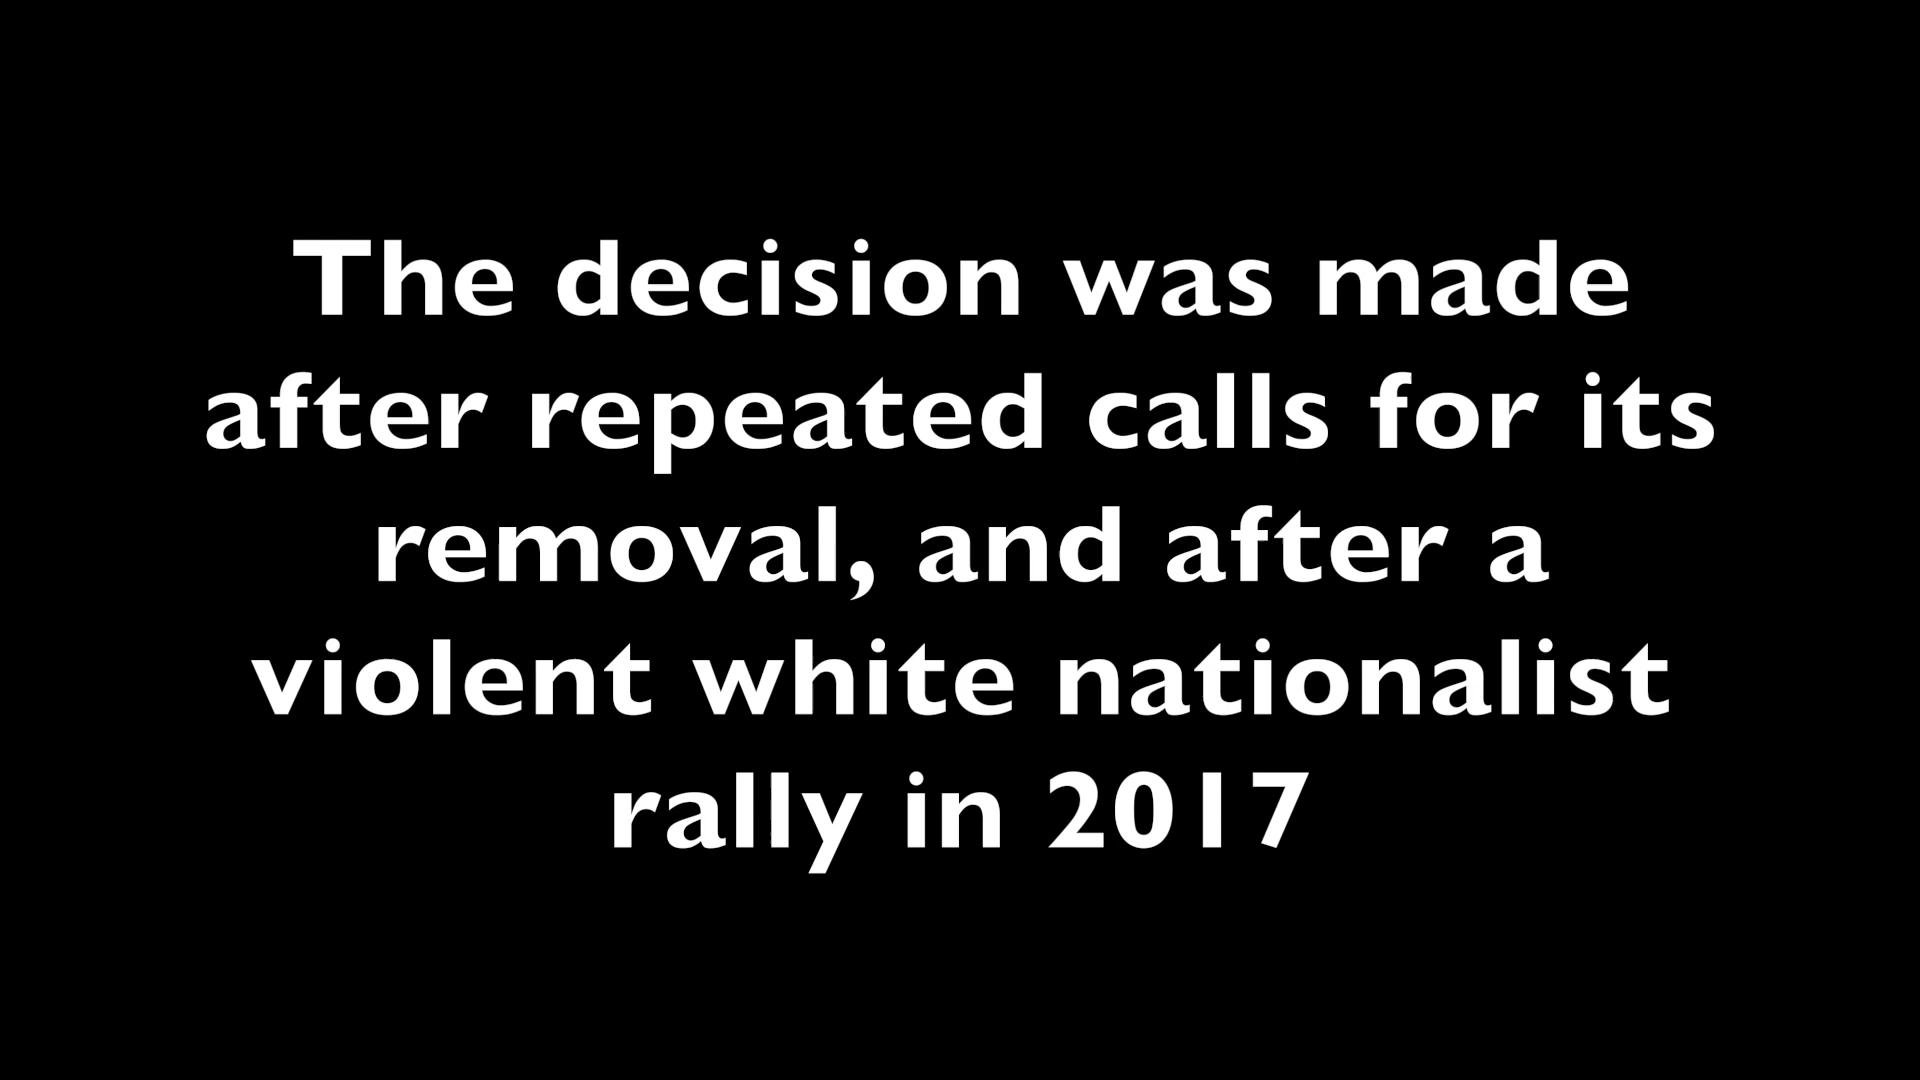 The decision was made
after repeated calls for its
removal, and after a
violent white nationalist
rally in 2017